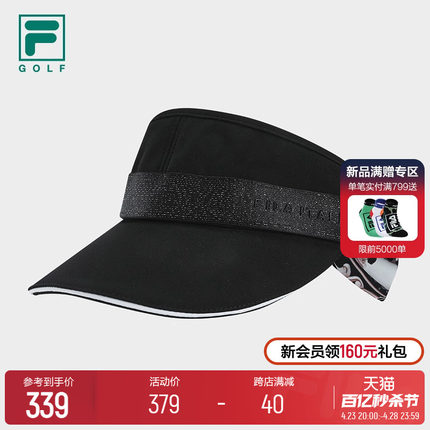 GOLF
FILA ITALIA
新品满赠专区
单笔实付满799送
限前5000单
新会员领160元礼包
参考到手价
339
活动价
379
-
跨店满减
40
天猫
百亿秒杀节
4.23 20:00-4.28 23:59